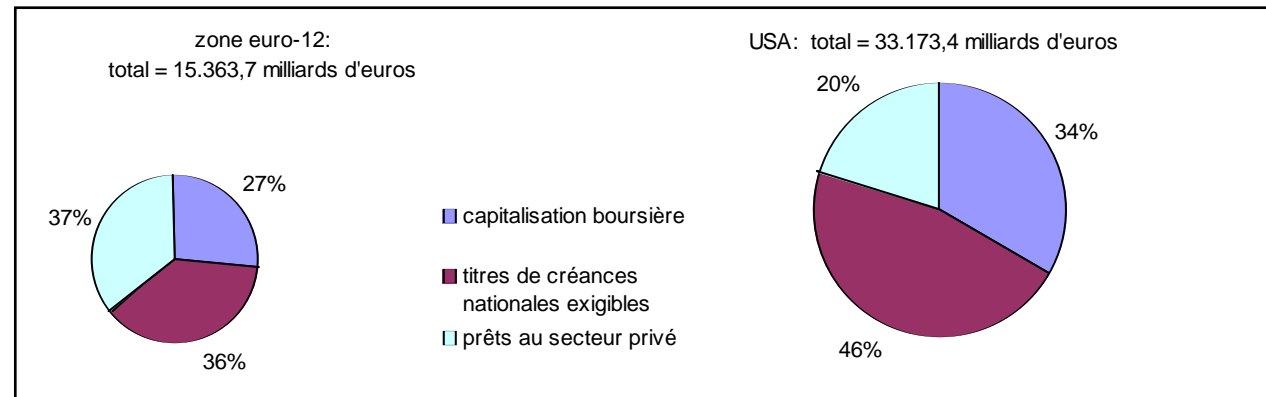 zone euro-12:
total = 15.363,7 milliards d'euros
27%
37%
36%
capitalisation boursière
titres de créances
nationales exigibles
prêts au secteur privé
USA: total = 33.173,4 milliards d'euros
20%
34%
46%